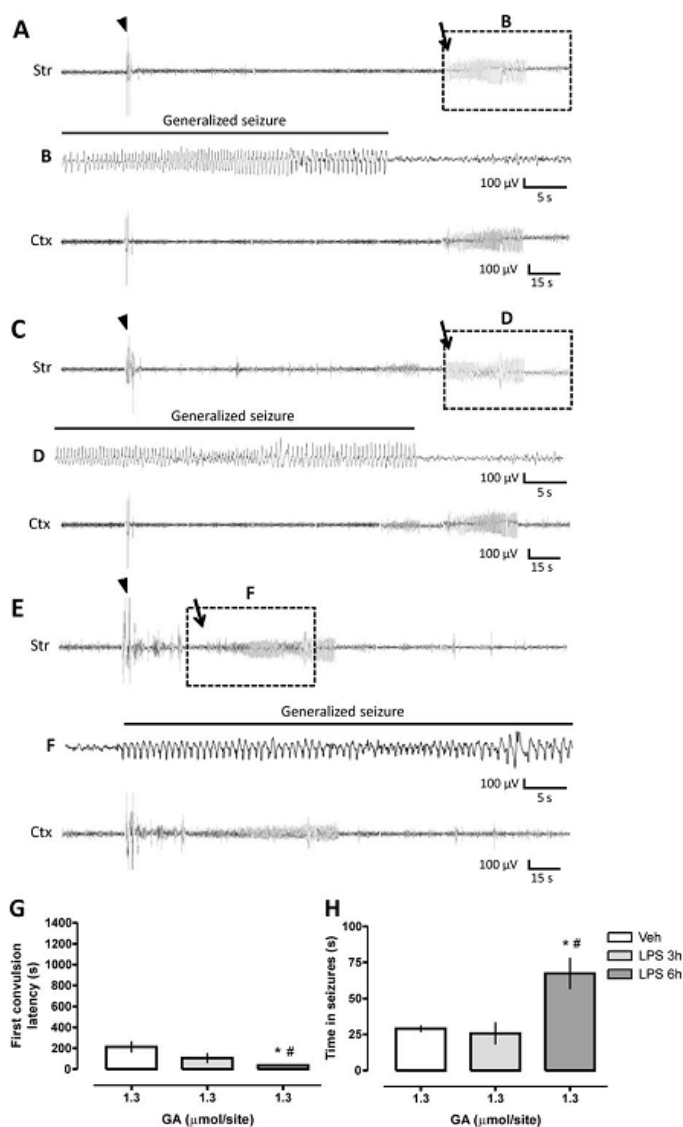 A
B
Str
Generalized seizure
B
100 µV
5 s
Ctx
100 µV
15 s
C
D
Str
Generalized seizure
D
100 µV
5 s
Ctx
100 µV
15 s
E
F
Str
Generalized seizure
F
100 µV
5 s
Ctx
100 µV
15 s
G
First convulsion
latency (s)
1400
1200
1000
800
600
400
200
0
* #
1.3 1.3 1.3
GA (µmol/site)
H
Time in seizures (s)
100
75
50
25
0
* #
1.3 1.3 1.3
GA (µmol/site)
Veh
LPS 3h
LPS 6h